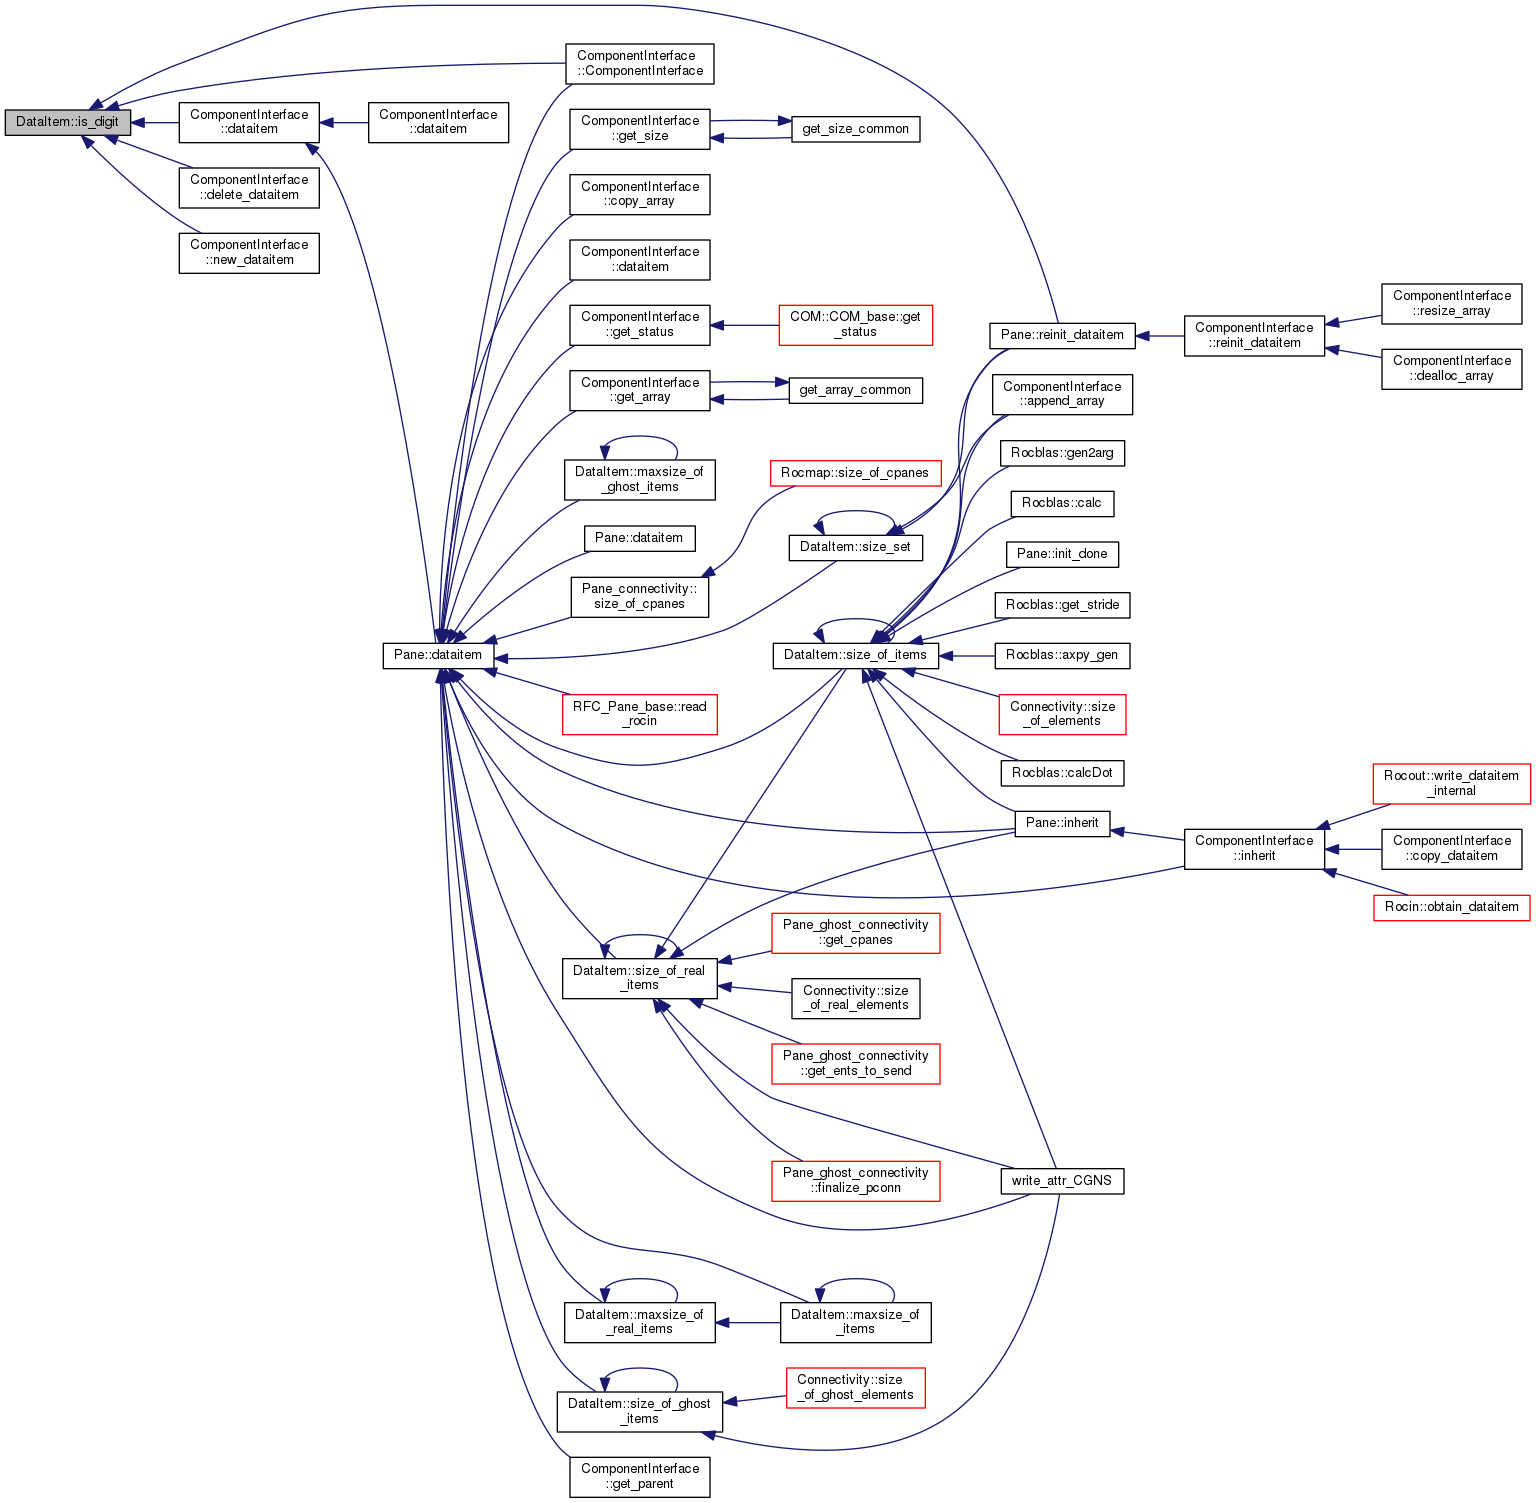 DataItem::is_digit
ComponentInterface
::dataitem
ComponentInterface
::delete_dataitem
ComponentInterface
::new_dataitem
ComponentInterface
::dataitem
Pane::dataitem
ComponentInterface
::ComponentInterface
ComponentInterface
::get_size
ComponentInterface
::copy_array
ComponentInterface
::dataitem
ComponentInterface
::get_status
ComponentInterface
::get_array
DataItem::maxsize_of
_ghost_items
Pane::dataitem
Pane_connectivity::
size_of_cpanes
RFC_Pane_base::read
_rocin
DataItem::size_of_real
_items
DataItem::maxsize_of
_real_items
DataItem::size_of_ghost
_items
ComponentInterface
::get_parent
get_size_common
COM::COM_base::get
_status
get_array_common
Rocmap::size_of_cpanes
DataItem::size_set
DataItem::size_of_items
Pane_ghost_connectivity
::get_cpanes
Connectivity::size
_of_real_elements
Pane_ghost_connectivity
::get_ents_to_send
Pane_ghost_connectivity
::finalize_pconn
DataItem::maxsize_of
_items
Connectivity::size
_of_ghost_elements
Pane::reinit_dataitem
ComponentInterface
::append_array
Rocblas::gen2arg
Rocblas::calc
Pane::init_done
Rocblas::get_stride
Rocblas::axpy_gen
Connectivity::size
_of_elements
Rocblas::calcDot
Pane::inherit
write_attr_CGNS
ComponentInterface
::reinit_dataitem
ComponentInterface
::inherit
ComponentInterface
::resize_array
ComponentInterface
::dealloc_array
Rocout::write_dataitem
_internal
ComponentInterface
::copy_dataitem
Rocin::obtain_dataitem